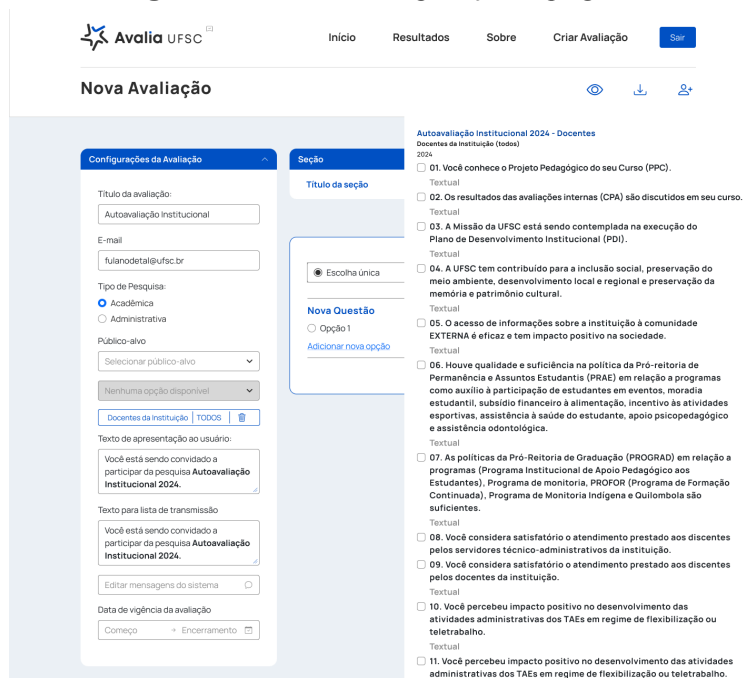 Avalia UFSC
Início
Resultados
Sobre
Criar Avaliação
Sair
Nova Avaliação
Configurações da Avaliação
Título da avaliação:
Autoavaliação Institucional
E-mail
fulanodetal@ufsc.br
Tipo de Pesquisa:
Acadêmica
Administrativa
Público-alvo
Selecionar público-alvo
Nenhuma opção disponível
Docentes da Instituição
TODOS
Texto de apresentação ao usuário:
Você está sendo convidado a
participar da pesquisa Autoavaliação
Institucional 2024.
Texto para lista de transmissão
Você está sendo convidado a
participar da pesquisa Autoavaliação
Institucional 2024.
Editar mensagens do sistema
Data de vigência da avaliação
Começo
Encerramento
Seção
Título da seção
Escolha única
Nova Questão
Opção 1
Adicionar nova opção
Autoavaliação Institucional 2024 - Docentes
Docentes da Instituição (todos)
2024
01. Você conhece o Projeto Pedagógico do seu Curso (PPC).
Textual
02. Os resultados das avaliações internas (CPA) são discutidos em seu curso.
Textual
03. A Missão da UFSC está sendo contemplada na execução do
Plano de Desenvolvimento Institucional (PDI).
Textual
04. A UFSC tem contribuído para a inclusão social, preservação do
meio ambiente, desenvolvimento local e regional e preservação da
memória e patrimônio cultural.
Textual
05. O acesso de informações sobre a instituição à comunidade
EXTERNA é eficaz e tem impacto positivo na sociedade.
Textual
06. Houve qualidade e suficiência na política da Pró-reitoria de
Permanência e Assuntos Estudantis (PRAE) em relação a programas
como auxílio à participação de estudantes em eventos, moradia
estudantil, subsídio financeiro à alimentação, incentivo às atividades
esportivas, assistência à saúde do estudante, apoio psicopedagógico
e assistência odontológica.
Textual
07. As políticas da Pró-Reitoria de Graduação (PROGRAD) em relação a
programas (Programa Institucional de Apoio Pedagógico aos
Estudantes), Programa de monitoria, PROFOR (Programa de Formação
Continuada), Programa de Monitoria Indígena e Quilombola são
suficientes.
Textual
08. Você considera satisfatório o atendimento prestado aos discentes
pelos servidores técnico-administrativos da instituição.
09. Você considera satisfatório o atendimento prestado aos discentes
pelos docentes da instituição.
Textual
10. Você percebeu impacto positivo no desenvolvimento das
atividades administrativas dos TAEs em regime de flexibilização ou
teletrabalho.
Textual
11. Você percebeu impacto positivo no desenvolvimento das atividades
administrativas dos TAEs em regime de flexibilização ou teletrabalho.